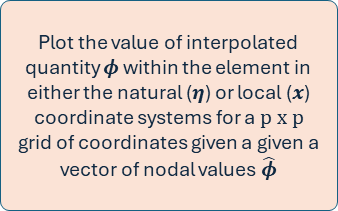 Plot the value of interpolated
quantity ϕ within the element in
either the natural (η) or local (x)
coordinate systems for a p x p
grid of coordinates given a given a
vector of nodal values ϕ̂